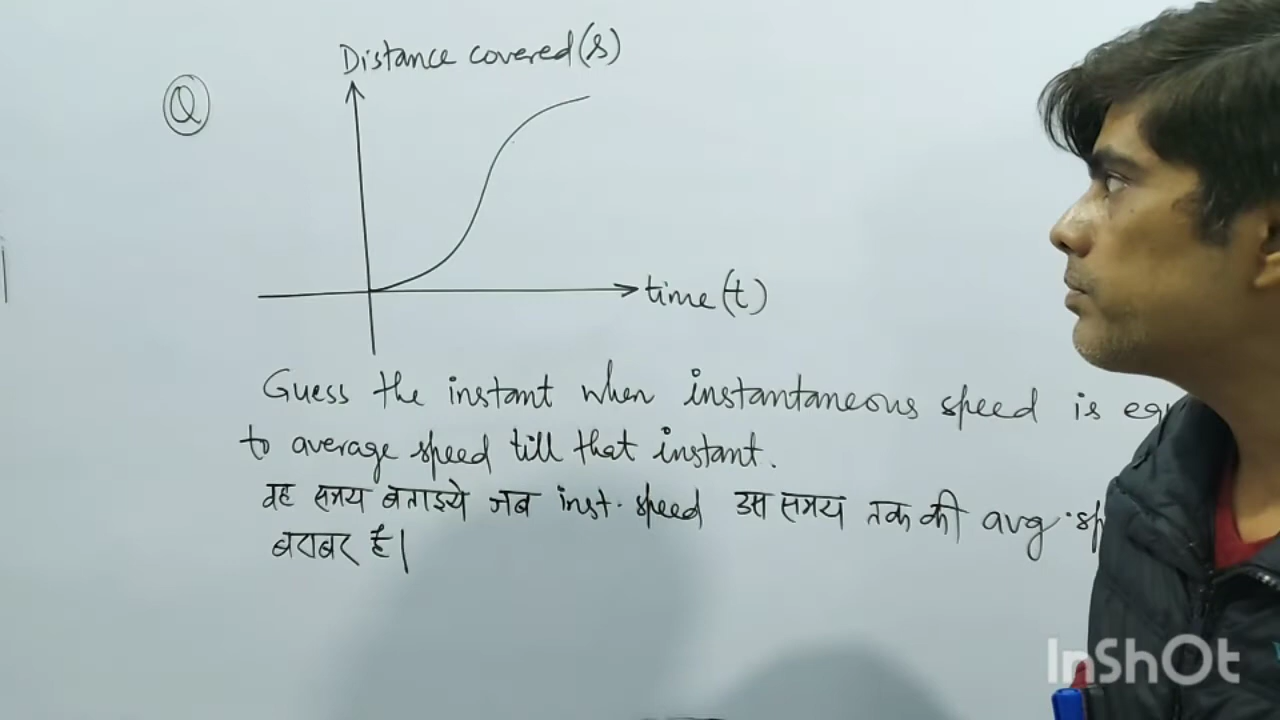 Distance covered (s)
Q
time (t)
Guess the instant when instantaneous speed is
to average speed till that instant.
वह समय बताइये जब inst. speed उस समय तक की avg.
बराबर है।
InShOt